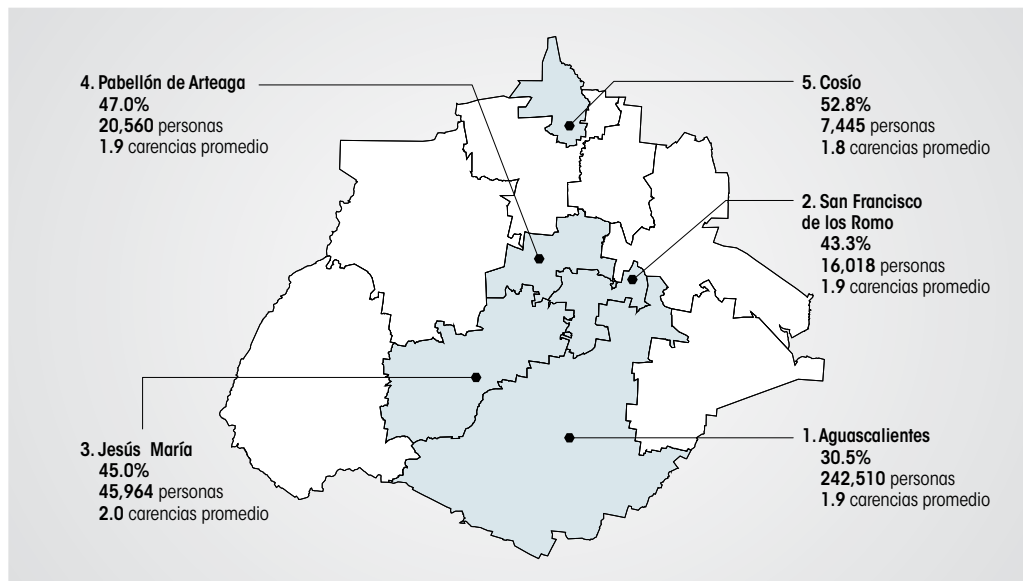 4. Pabellón de Arteaga
47.0%
20,560 personas
1.9 carencias promedio
5. Cosío
52.8%
7,445 personas
1.8 carencias promedio
2. San Francisco
de los Romo
43.3%
16,018 personas
1.9 carencias promedio
3. Jesús María
45.0%
45,964 personas
2.0 carencias promedio
1. Aguascalientes
30.5%
242,510 personas
1.9 carencias promedio